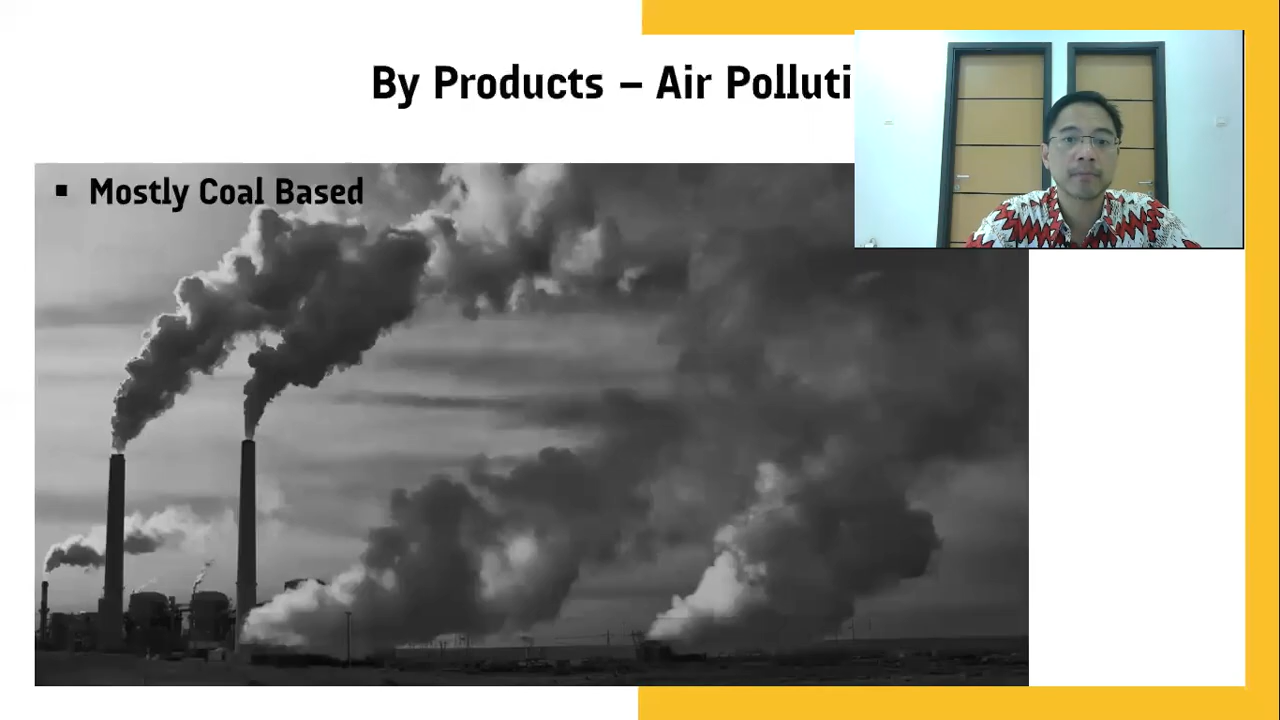 By Products – Air Polluti
▪ Mostly Coal Based